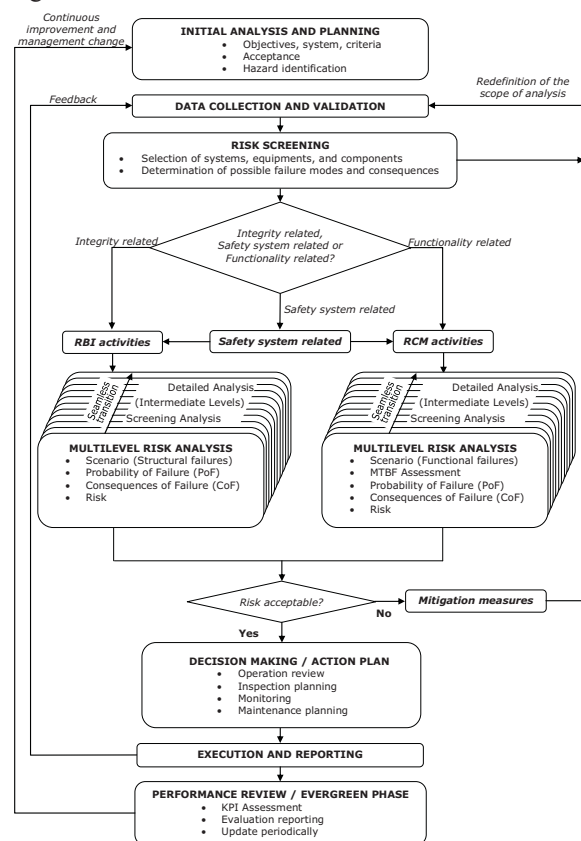 Continuous
improvement and
management change
INITIAL ANALYSIS AND PLANNING
• Objectives, system, criteria
• Acceptance
• Hazard identification
Redefinition of the
scope of analysis
Feedback
DATA COLLECTION AND VALIDATION
RISK SCREENING
• Selection of systems, equipments, and components
• Determination of possible failure modes and consequences
Integrity related
Integrity related,
Safety system related or
Functionality related?
Functionality related
Safety system related
RBI activities
Safety system related
RCM activities
Seamless
transition
Detailed Analysis
(Intermediate Levels)
Screening Analysis
MULTILEVEL RISK ANALYSIS
• Scenario (Structural failures)
• Probability of Failure (PoF)
• Consequences of Failure (CoF)
• Risk
Seamless
transition
Detailed Analysis
(Intermediate Levels)
Screening Analysis
MULTILEVEL RISK ANALYSIS
• Scenario (Functional failures)
• MTBF Assessment
• Probability of Failure (PoF)
• Consequences of Failure (CoF)
• Risk
Risk acceptable?
No
Mitigation measures
Yes
DECISION MAKING / ACTION PLAN
• Operation review
• Inspection planning
• Monitoring
• Maintenance planning
EXECUTION AND REPORTING
PERFORMANCE REVIEW / EVERGREEN PHASE
• KPI Assessment
• Evaluation reporting
• Update periodically